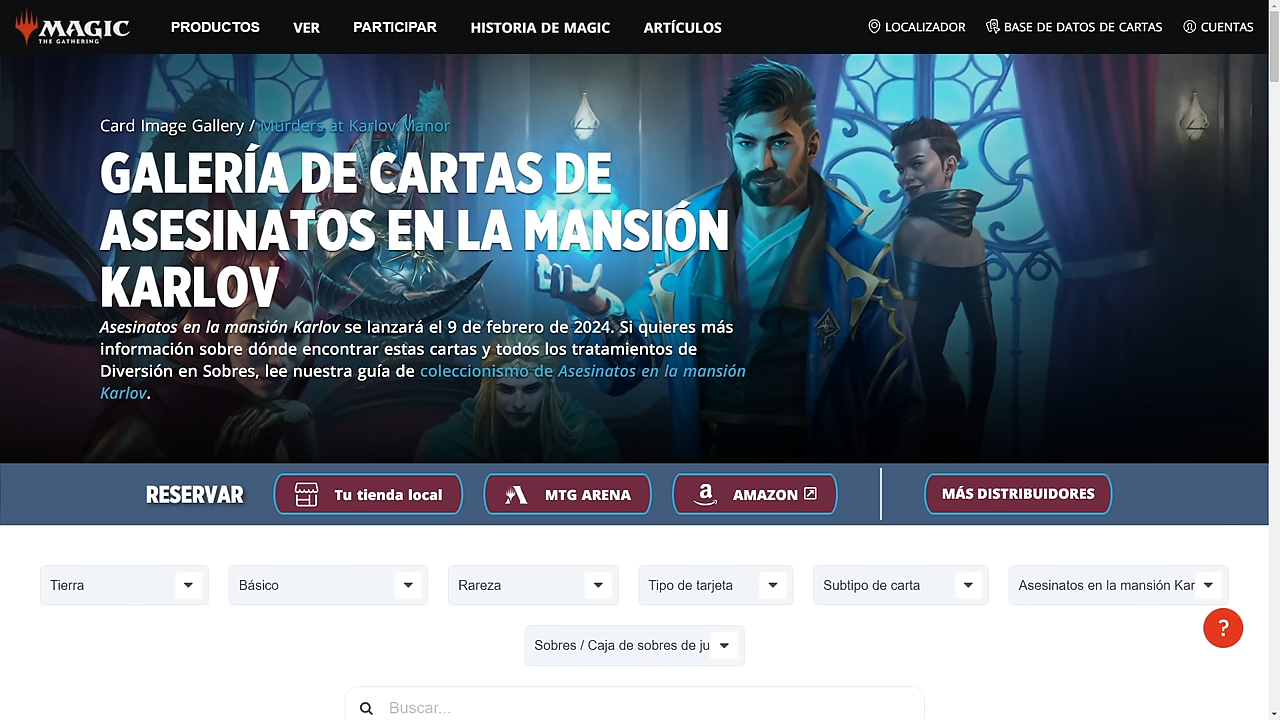 MAGIC
THE GATHERING
PRODUCTOS VER PARTICIPAR HISTORIA DE MAGIC ARTÍCULOS LOCALIZADOR BASE DE DATOS DE CARTAS CUENTAS
Card Image Gallery / Murders at Karlov Manor
GALERÍA DE CARTAS DE
ASESINATOS EN LA MANSIÓN
KARLOV
Asesinatos en la mansión Karlov se lanzará el 9 de febrero de 2024. Si quieres más
información sobre dónde encontrar estas cartas y todos los tratamientos de
Diversión en Sobres, lee nuestra guía de coleccionismo de Asesinatos en la mansión
Karlov.
RESERVAR Tu tienda local MTG ARENA AMAZON MÁS DISTRIBUIDORES
Tierra Básico Rareza Tipo de tarjeta Subtipo de carta Asesinatos en la mansión Kar
?
Sobres / Caja de sobres de ju
Buscar...